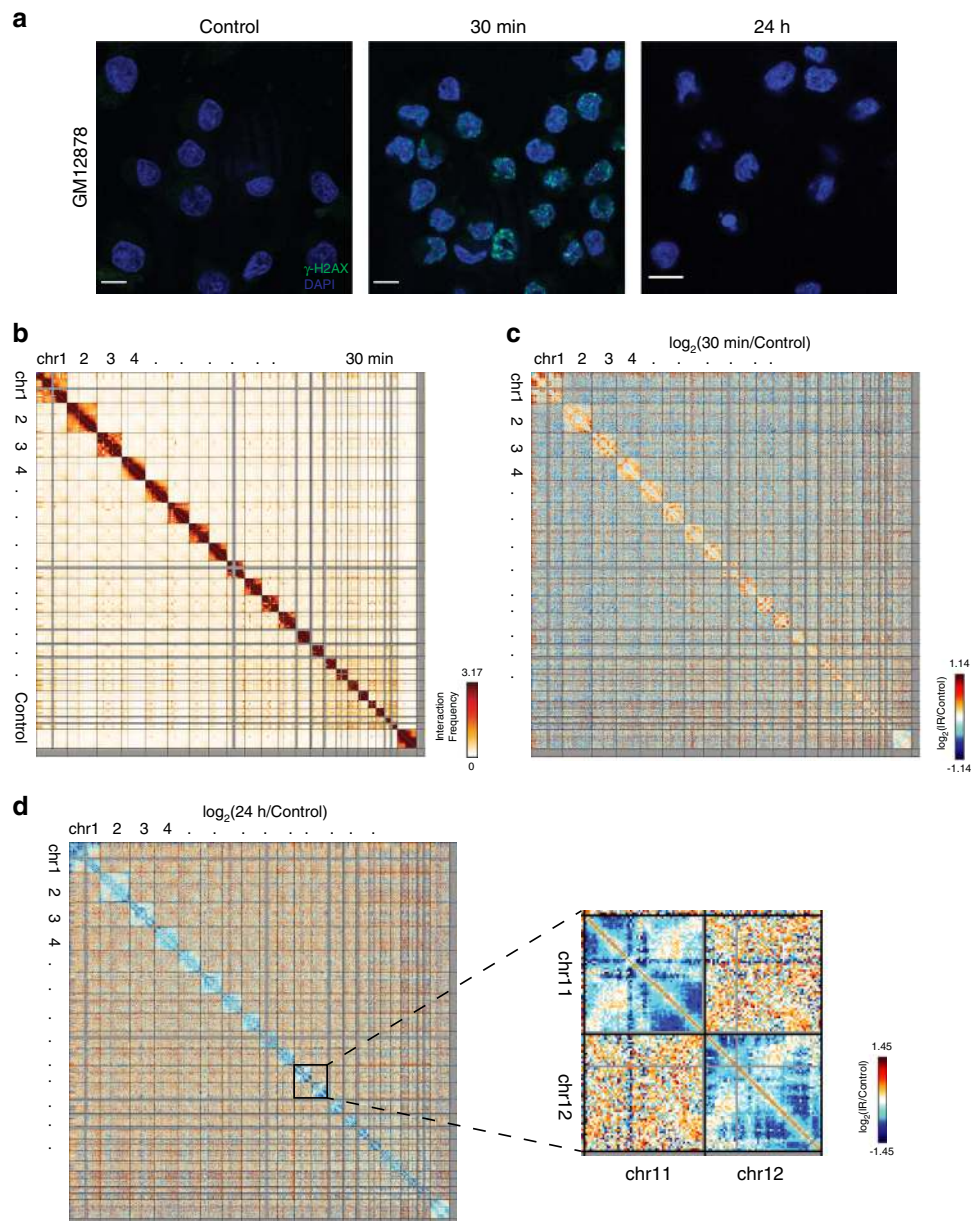 a
Control
30 min
24 h
GM12878
γ-H2AX
DAPI
b
chr1 2 3 4 . . . . . . 30 min
chr1
2
3
4
.
.
.
.
.
.
Control
3.17
Interaction
Frequency
0
c
log2(30 min/Control)
chr1 2 3 4 . . . . . .
chr1
2
3
4
.
.
.
.
.
.
1.14
log2(IR/Control)
-1.14
d
log2(24 h/Control)
chr1 2 3 4 . . . . . . . . .
chr1
2
3
4
.
.
.
.
.
.
chr11
chr12
chr11 chr12
1.45
log2(IR/Control)
-1.45